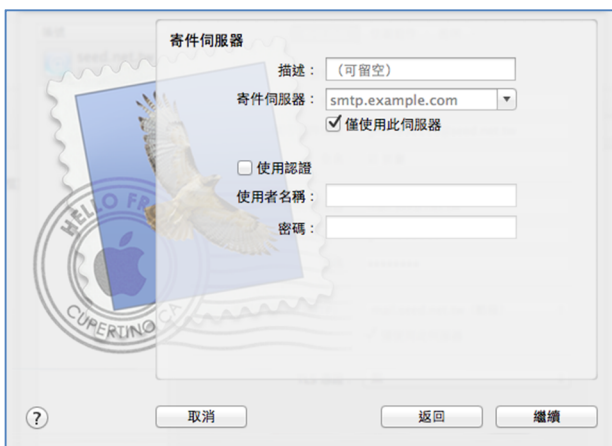 寄件伺服器
描述： （可留空）
寄件伺服器： smtp.example.com
僅使用此伺服器
使用認證
使用者名稱：
密碼：
HELLO FR
CUPERTINO CA
?
取消
返回
繼續